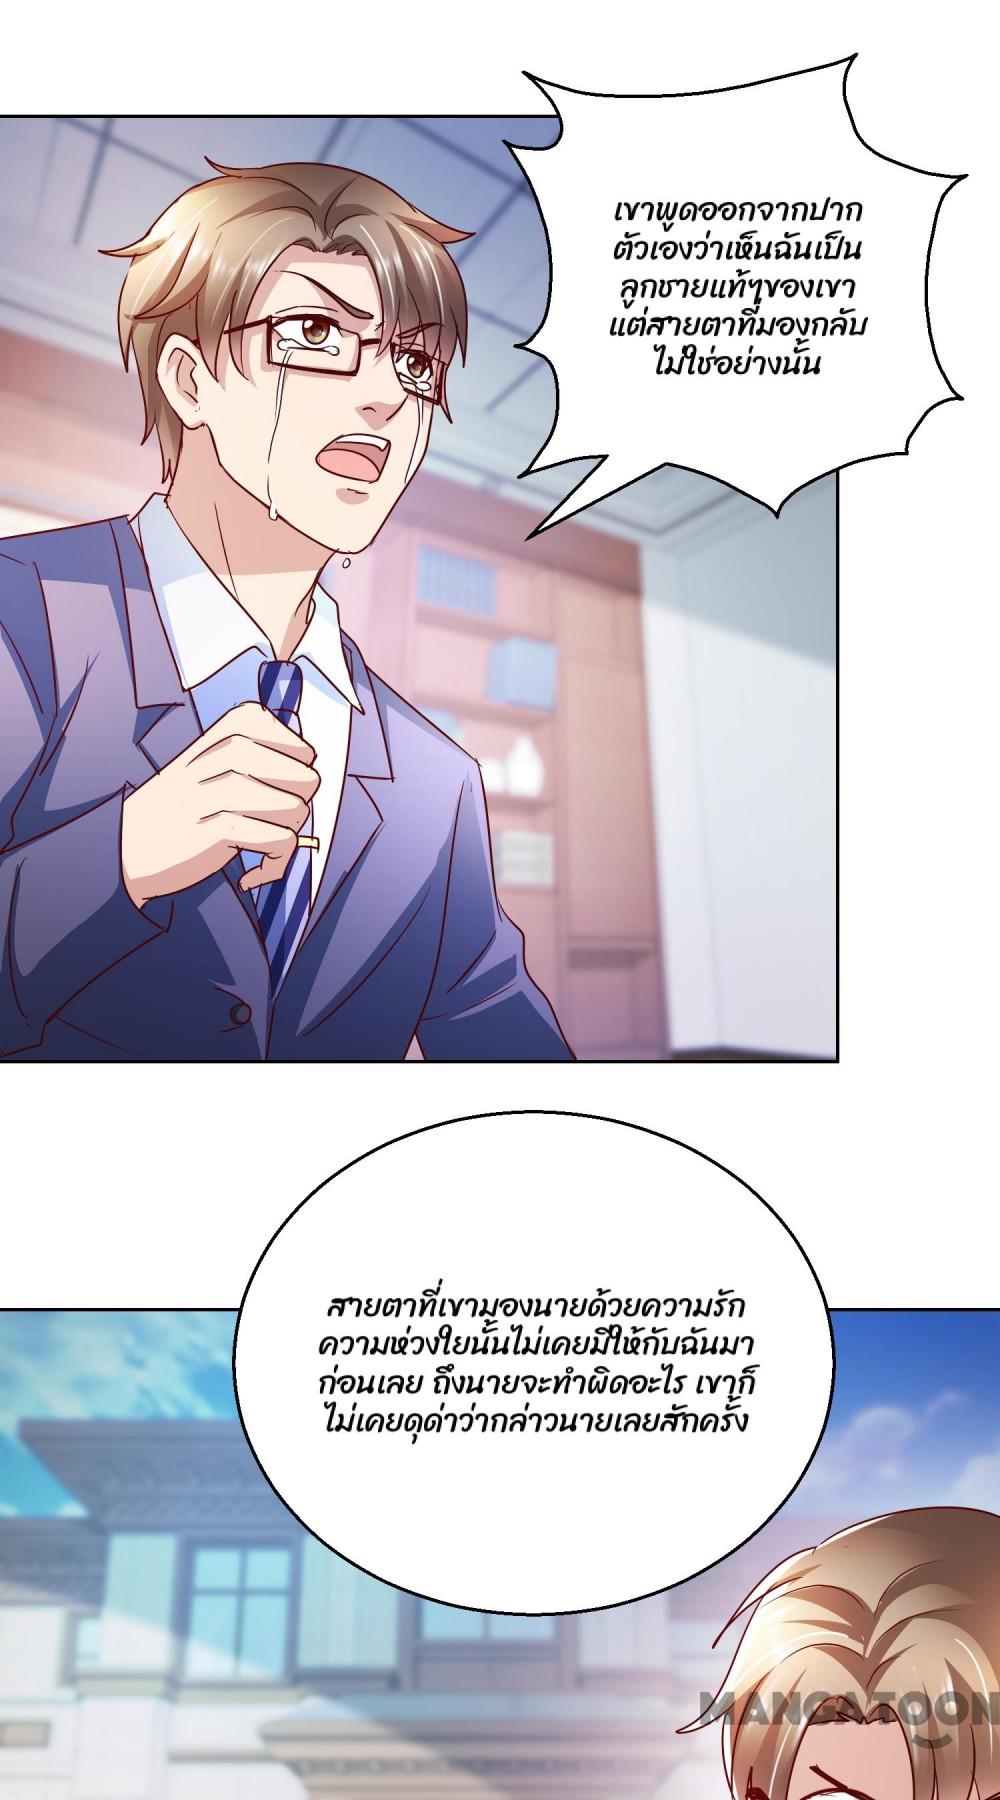 เขาพูดออกจากปาก
ตัวเองว่าเห็นฉันเป็น
ลูกชายแท้ๆของเขา
แต่สายตาที่มองกลับ
ไม่ใช่อย่างนั้น
สายตาที่เขามองนายด้วยความรัก
ความห่วงใยนั้นไม่เคยมีให้กับฉันมา
ก่อนเลย ถึงนายจะทำผิดอะไร เขาก็
ไม่เคยดุด่าว่ากล่าวนายเลยสักครั้ง
MANGATOON